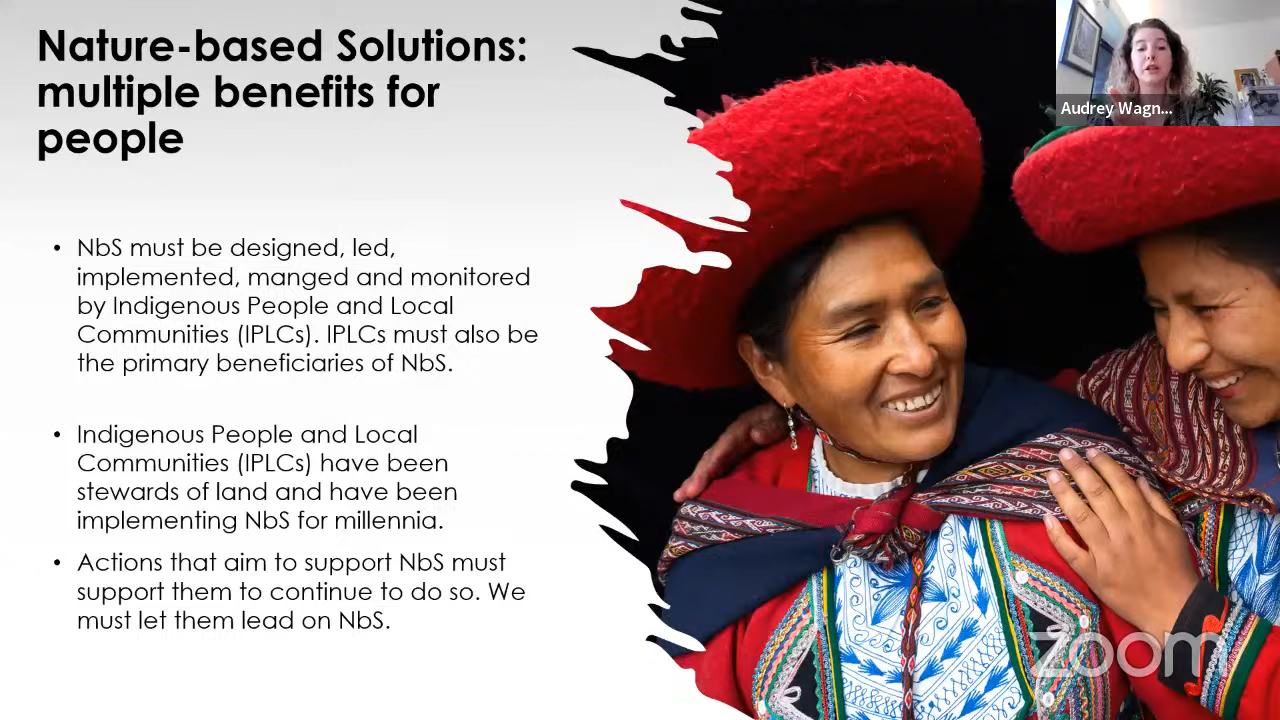 Nature-based Solutions:
multiple benefits for
people
• NbS must be designed, led,
implemented, manged and monitored
by Indigenous People and Local
Communities (IPLCs). IPLCs must also be
the primary beneficiaries of NbS.
• Indigenous People and Local
Communities (IPLCs) have been
stewards of land and have been
implementing NbS for millennia.
• Actions that aim to support NbS must
support them to continue to do so. We
must let them lead on NbS.
Audrey Wagn...
zoom